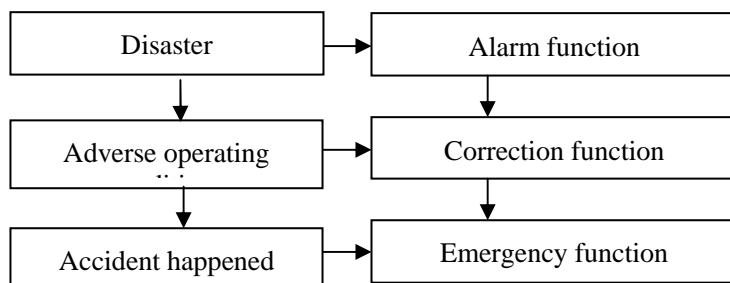 Disaster
Alarm function
Adverse operating
Correction function
Accident happened
Emergency function